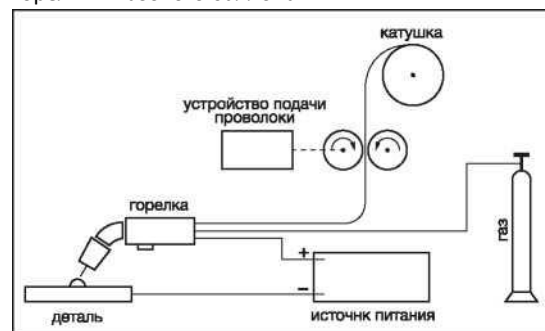 катушка
устройство подачи
проволоки
горелка
газ
+
–
деталь
источнк питания